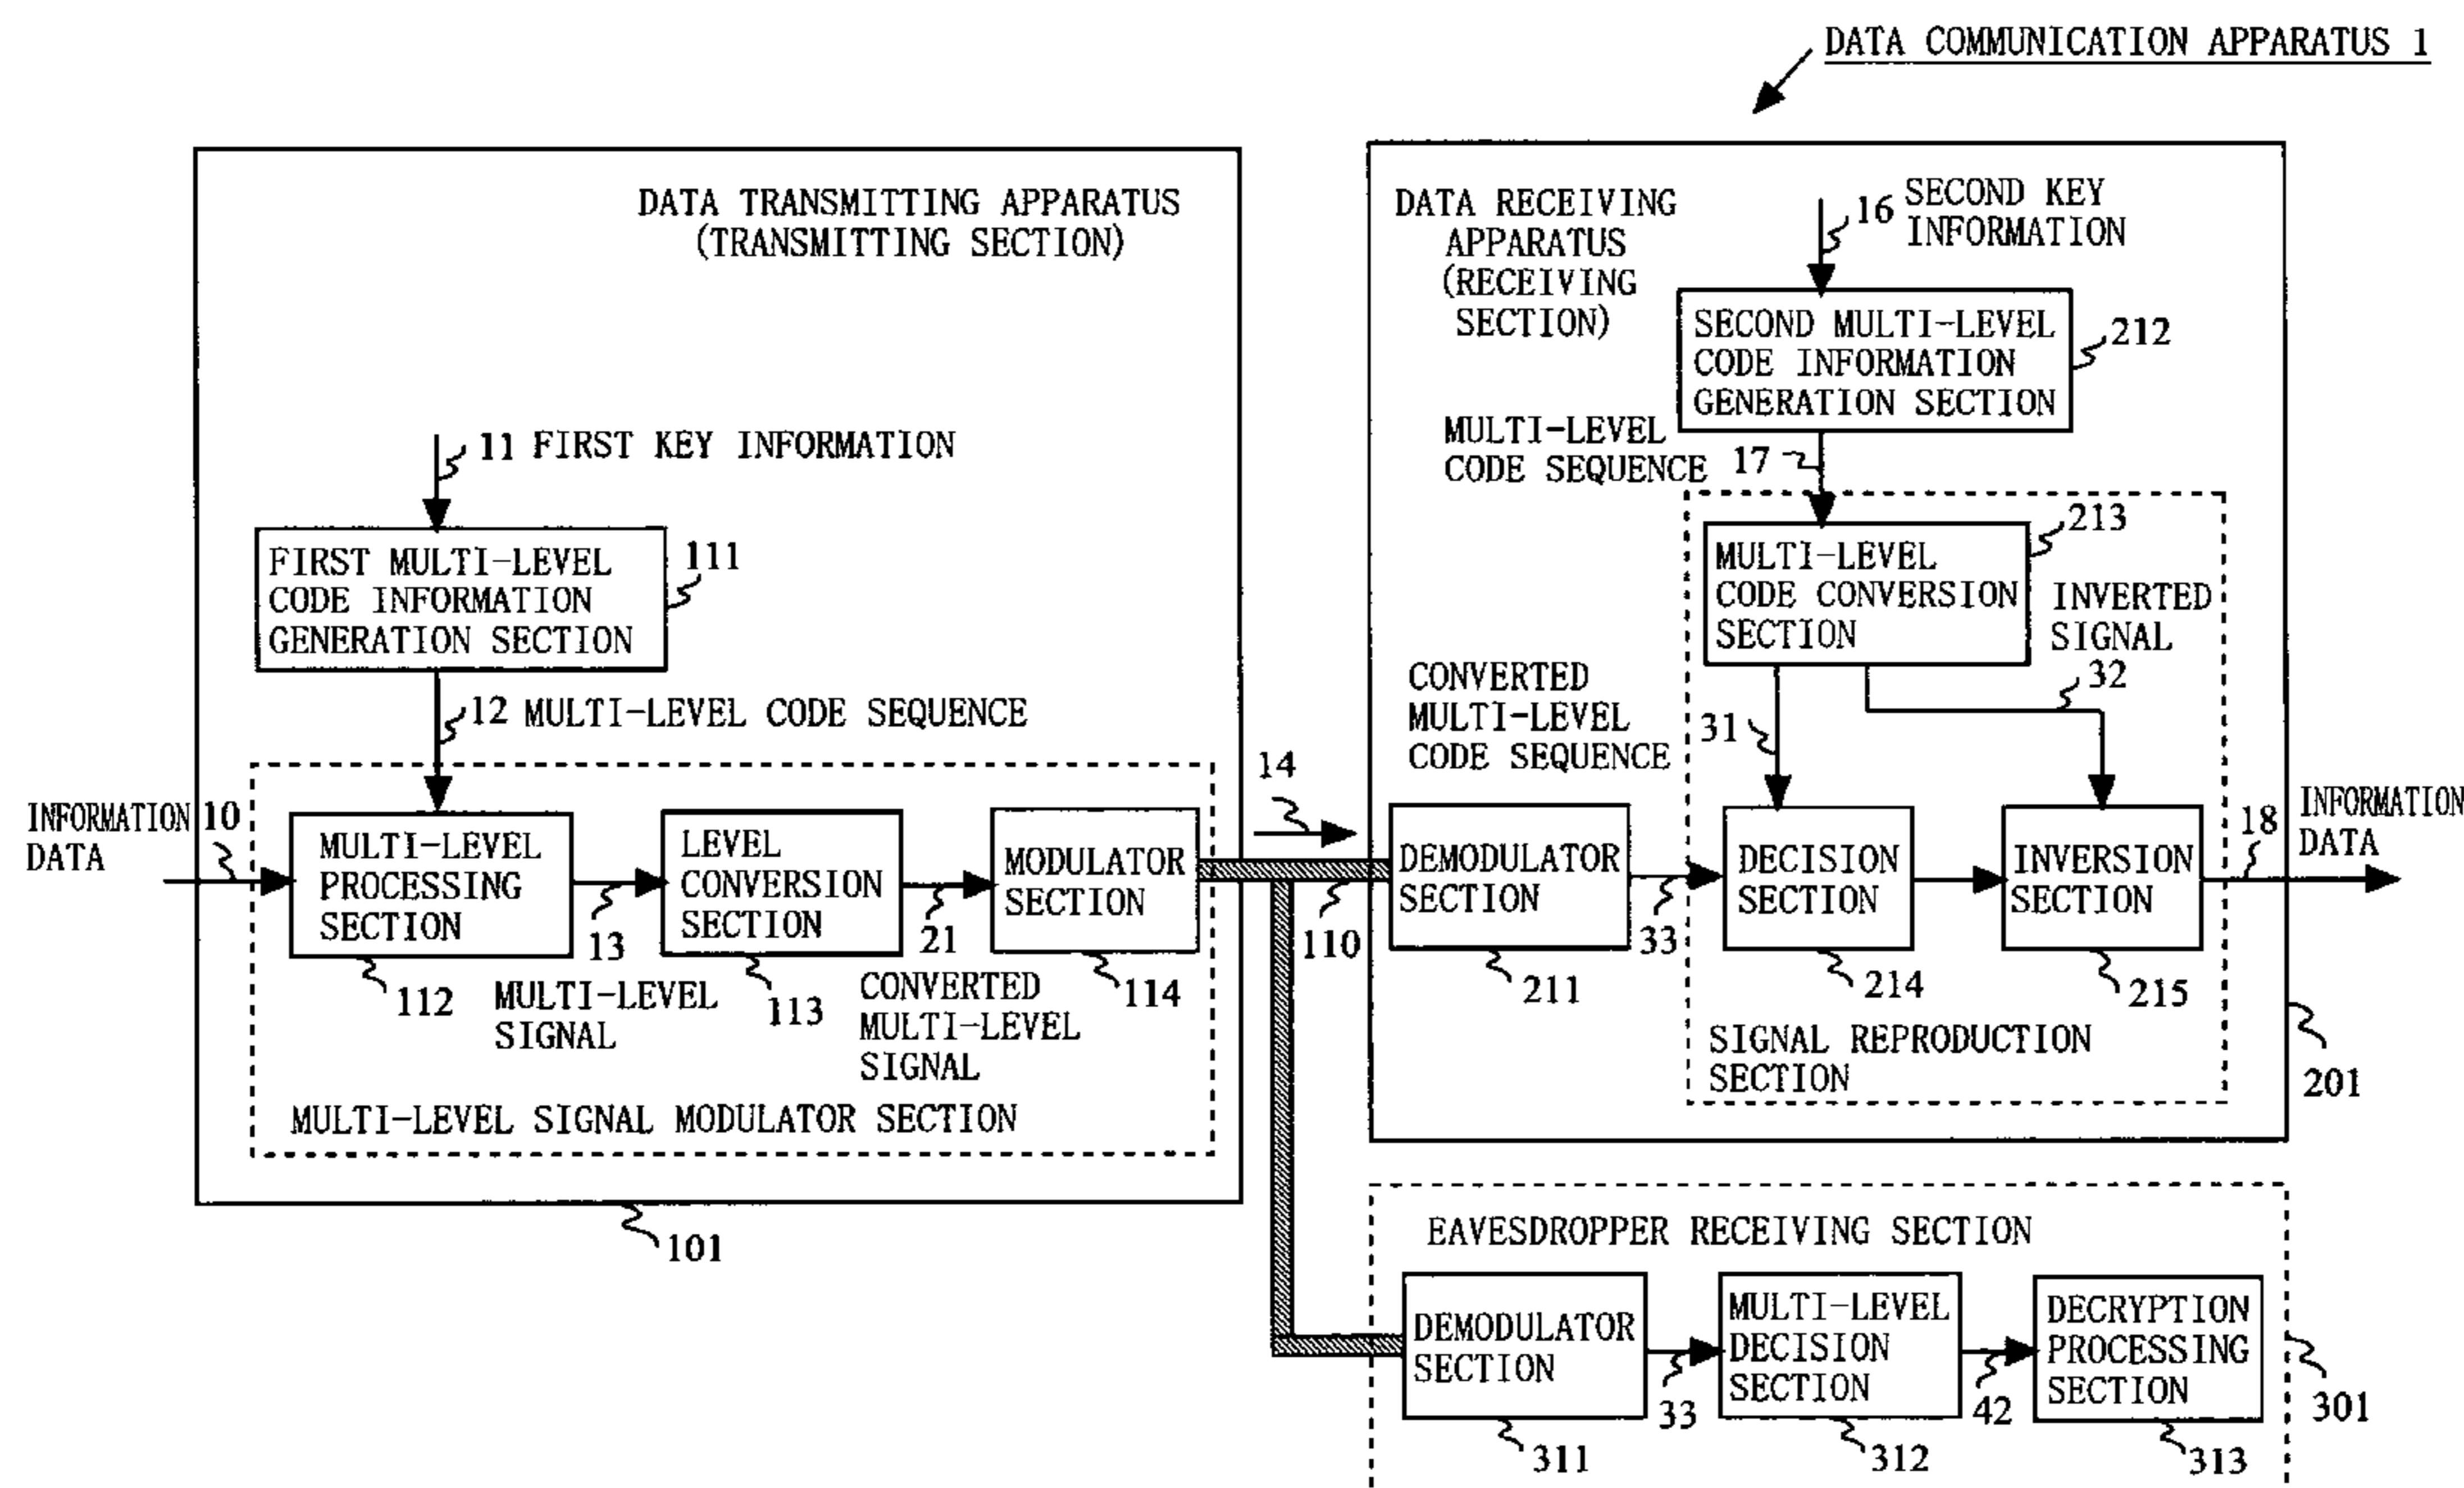 DATA COMMUNICATION APPARATUS 1
DATA TRANSMITTING APPARATUS
(TRANSMITTING SECTION)
11 FIRST KEY INFORMATION
FIRST MULTI-LEVEL
CODE INFORMATION
GENERATION SECTION
111
12 MULTI-LEVEL CODE SEQUENCE
INFORMATION
DATA
10
MULTI-LEVEL
PROCESSING
SECTION
112
13
MULTI-LEVEL
SIGNAL
LEVEL
CONVERSION
SECTION
113
21
CONVERTED
MULTI-LEVEL
SIGNAL
MODULATOR
SECTION
114
MULTI-LEVEL SIGNAL MODULATOR SECTION
101
14
110
DATA RECEIVING
APPARATUS
(RECEIVING
SECTION)
16
SECOND KEY
INFORMATION
SECOND MULTI-LEVEL
CODE INFORMATION
GENERATION SECTION
212
MULTI-LEVEL
CODE SEQUENCE
17
MULTI-LEVEL
CODE CONVERSION
SECTION
213
INVERTED
SIGNAL
32
CONVERTED
MULTI-LEVEL
CODE SEQUENCE
31
DEMODULATOR
SECTION
211
33
DECISION
SECTION
214
INVERSION
SECTION
215
18
INFORMATION
DATA
SIGNAL REPRODUCTION
SECTION
201
EAVESDROPPER RECEIVING SECTION
DEMODULATOR
SECTION
311
33
MULTI-LEVEL
DECISION
SECTION
312
42
DECRYPTION
PROCESSING
SECTION
313
301